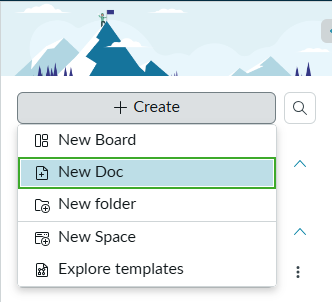 Create
New Board
New Doc
New folder
New Space
Explore templates